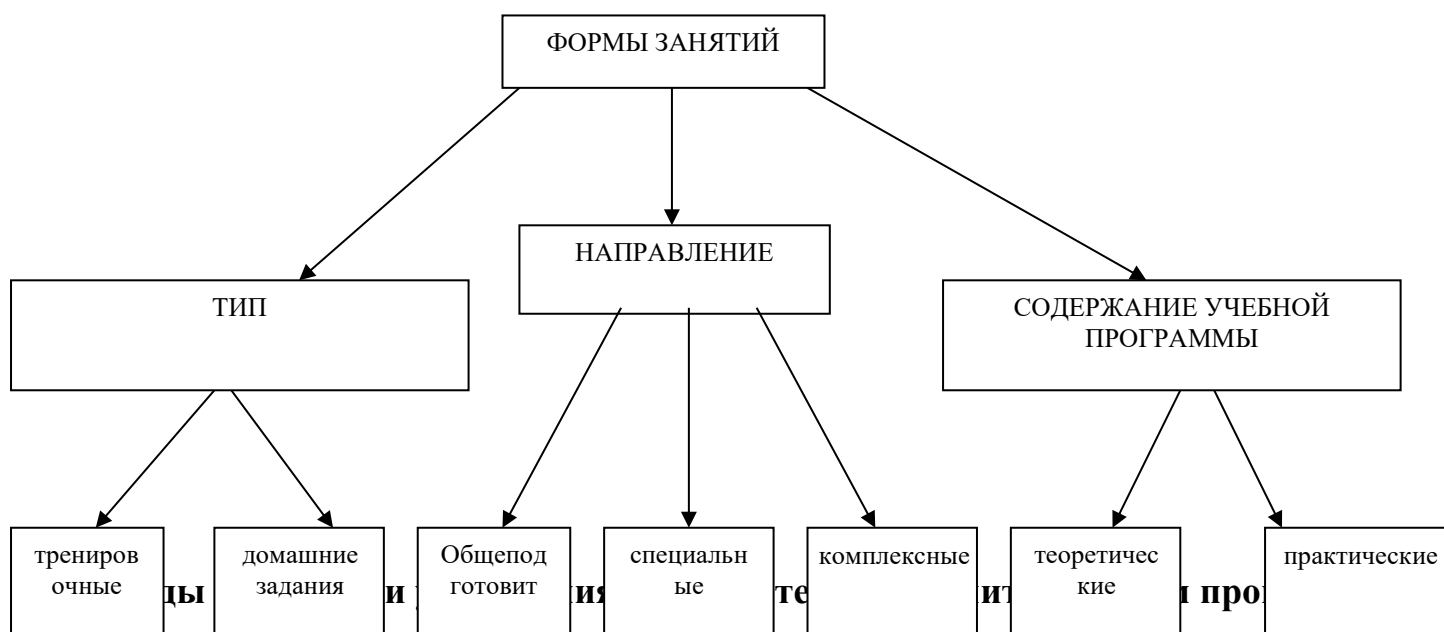 ФОРМЫ ЗАНЯТИЙ
НАПРАВЛЕНИЕ
ТИП
СОДЕРЖАНИЕ УЧЕБНОЙ
ПРОГРАММЫ
трениров
очные
домашние
задания
Общепод
готовит
специальн
ые
комплексные
теоретичес
кие
практические